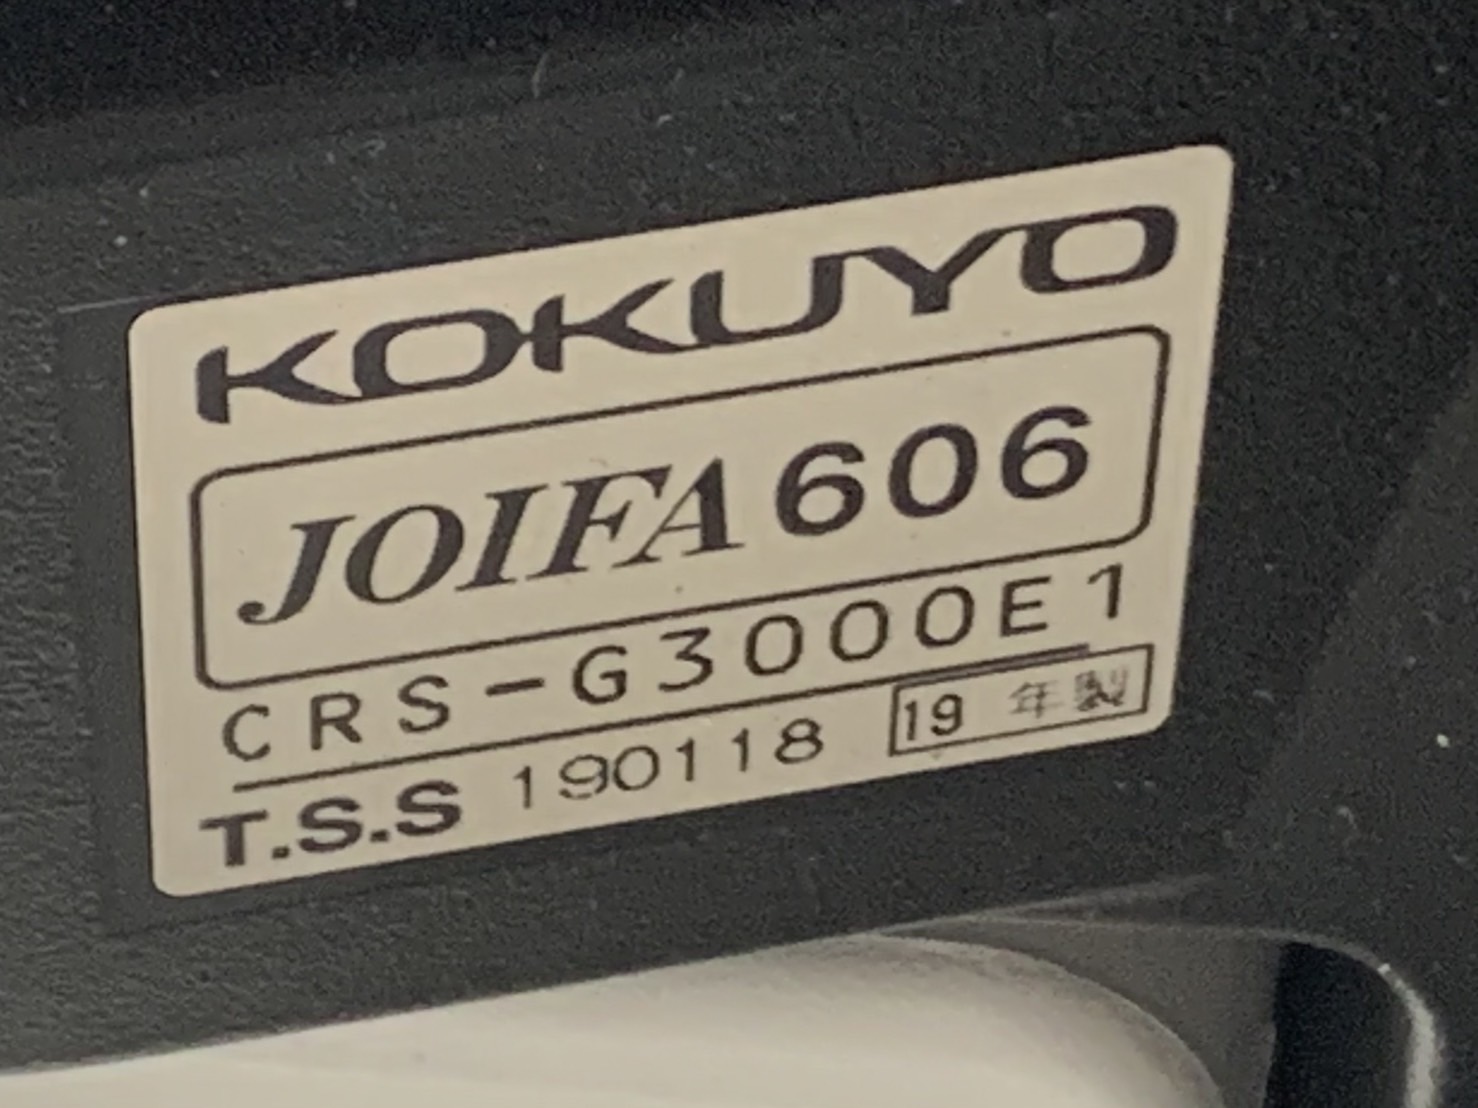 KOKUYO
JOIFA 606
CRS-G3000E1
T.S.S 190118 19 年製